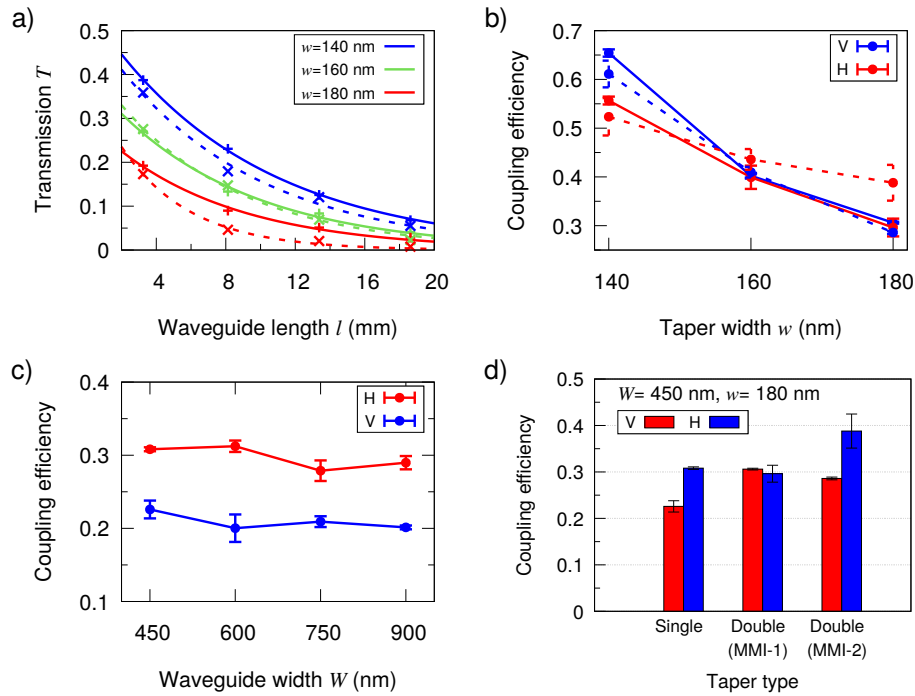 a)
Transmission T
0.5
0.4
0.3
0.2
0.1
0
4
8
12
16
20
w=140 nm
w=160 nm
w=180 nm
Waveguide length l (mm)
b)
Coupling efficiency
0.7
0.6
0.5
0.4
0.3
140
160
180
V
H
Taper width w (nm)
c)
Coupling efficiency
0.4
0.3
0.2
0.1
450
600
750
900
H
V
Waveguide width W (nm)
d)
Coupling efficiency
0.5
0.4
0.3
0.2
0.1
0
W= 450 nm, w= 180 nm
V
H
Single
Double
(MMI-1)
Double
(MMI-2)
Taper type